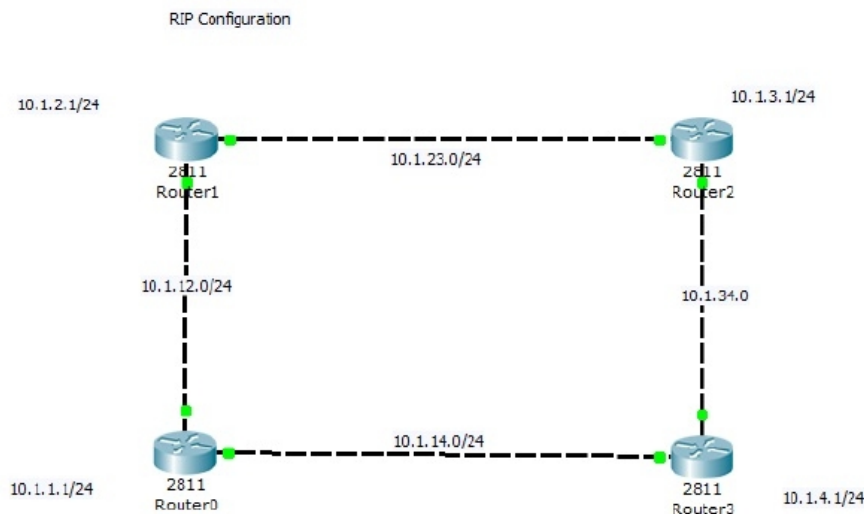 RIP Configuration
10.1.2.1/24
10.1.3.1/24
2811
Router1
10.1.23.0/24
2811
Router2
10.1.12.0/24
10.1.34.0
10.1.14.0/24
10.1.1.1/24
2811
Router0
2811
Router3
10.1.4.1/24